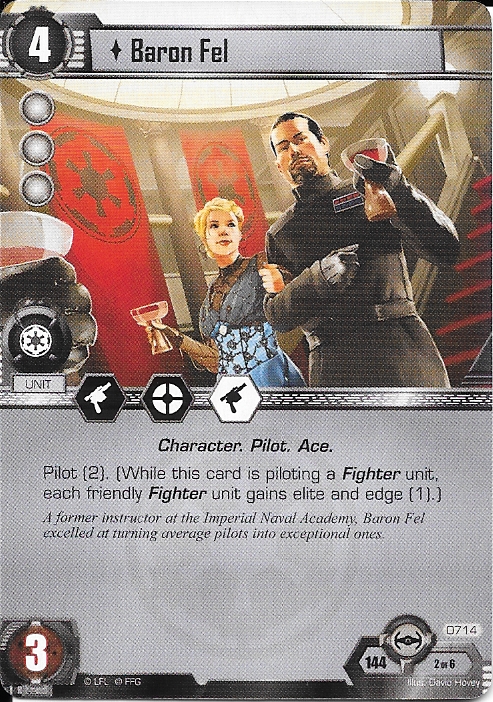 4
Baron Fel
UNIT
Character. Pilot. Ace.
Pilot (2). (While this card is piloting a Fighter unit,
each friendly Fighter unit gains elite and edge (1).)
A former instructor at the Imperial Naval Academy, Baron Fel
excelled at turning average pilots into exceptional ones.
0714
3
144
2 OF 6
© LFL © FFG
Illus. David Hovey